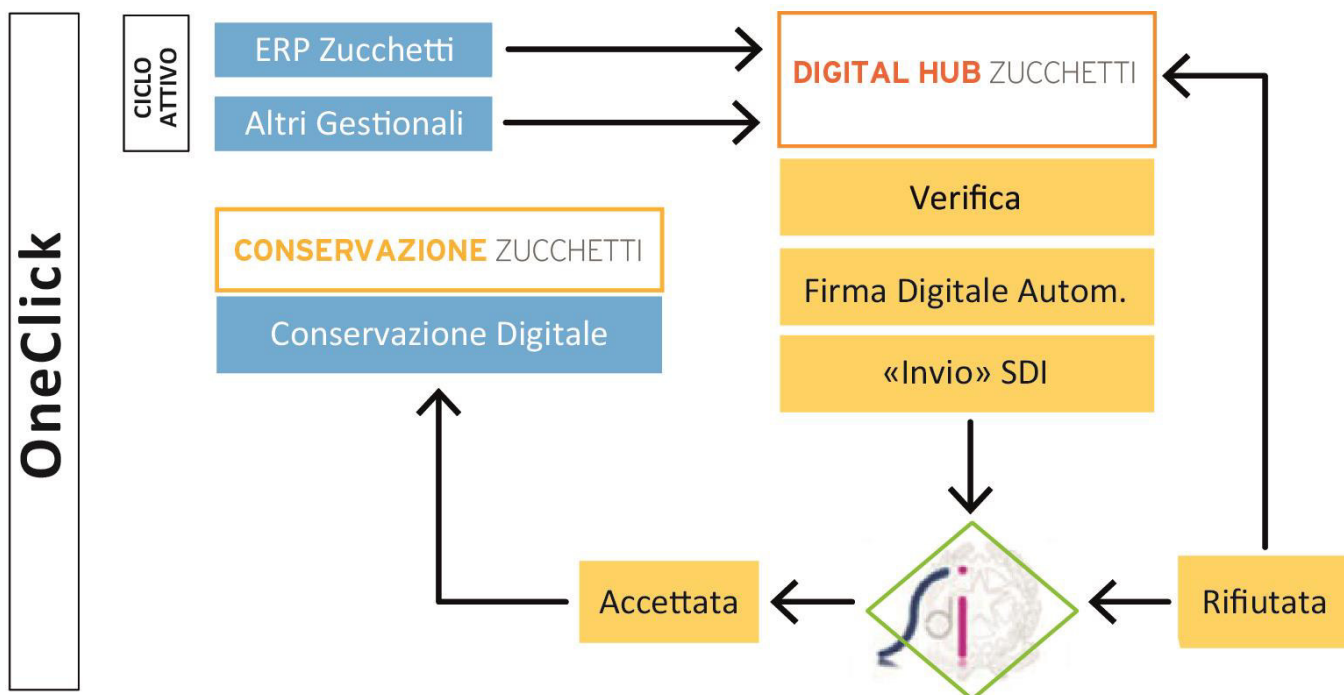 OneClick
CICLO
ATTIVO
ERP Zucchetti
Altri Gestionali
DIGITAL HUB ZUCCHETTI
Verifica
Firma Digitale Autom.
«Invio» SDI
CONSERVAZIONE ZUCCHETTI
Conservazione Digitale
Accettata
Sdi
Rifiutata